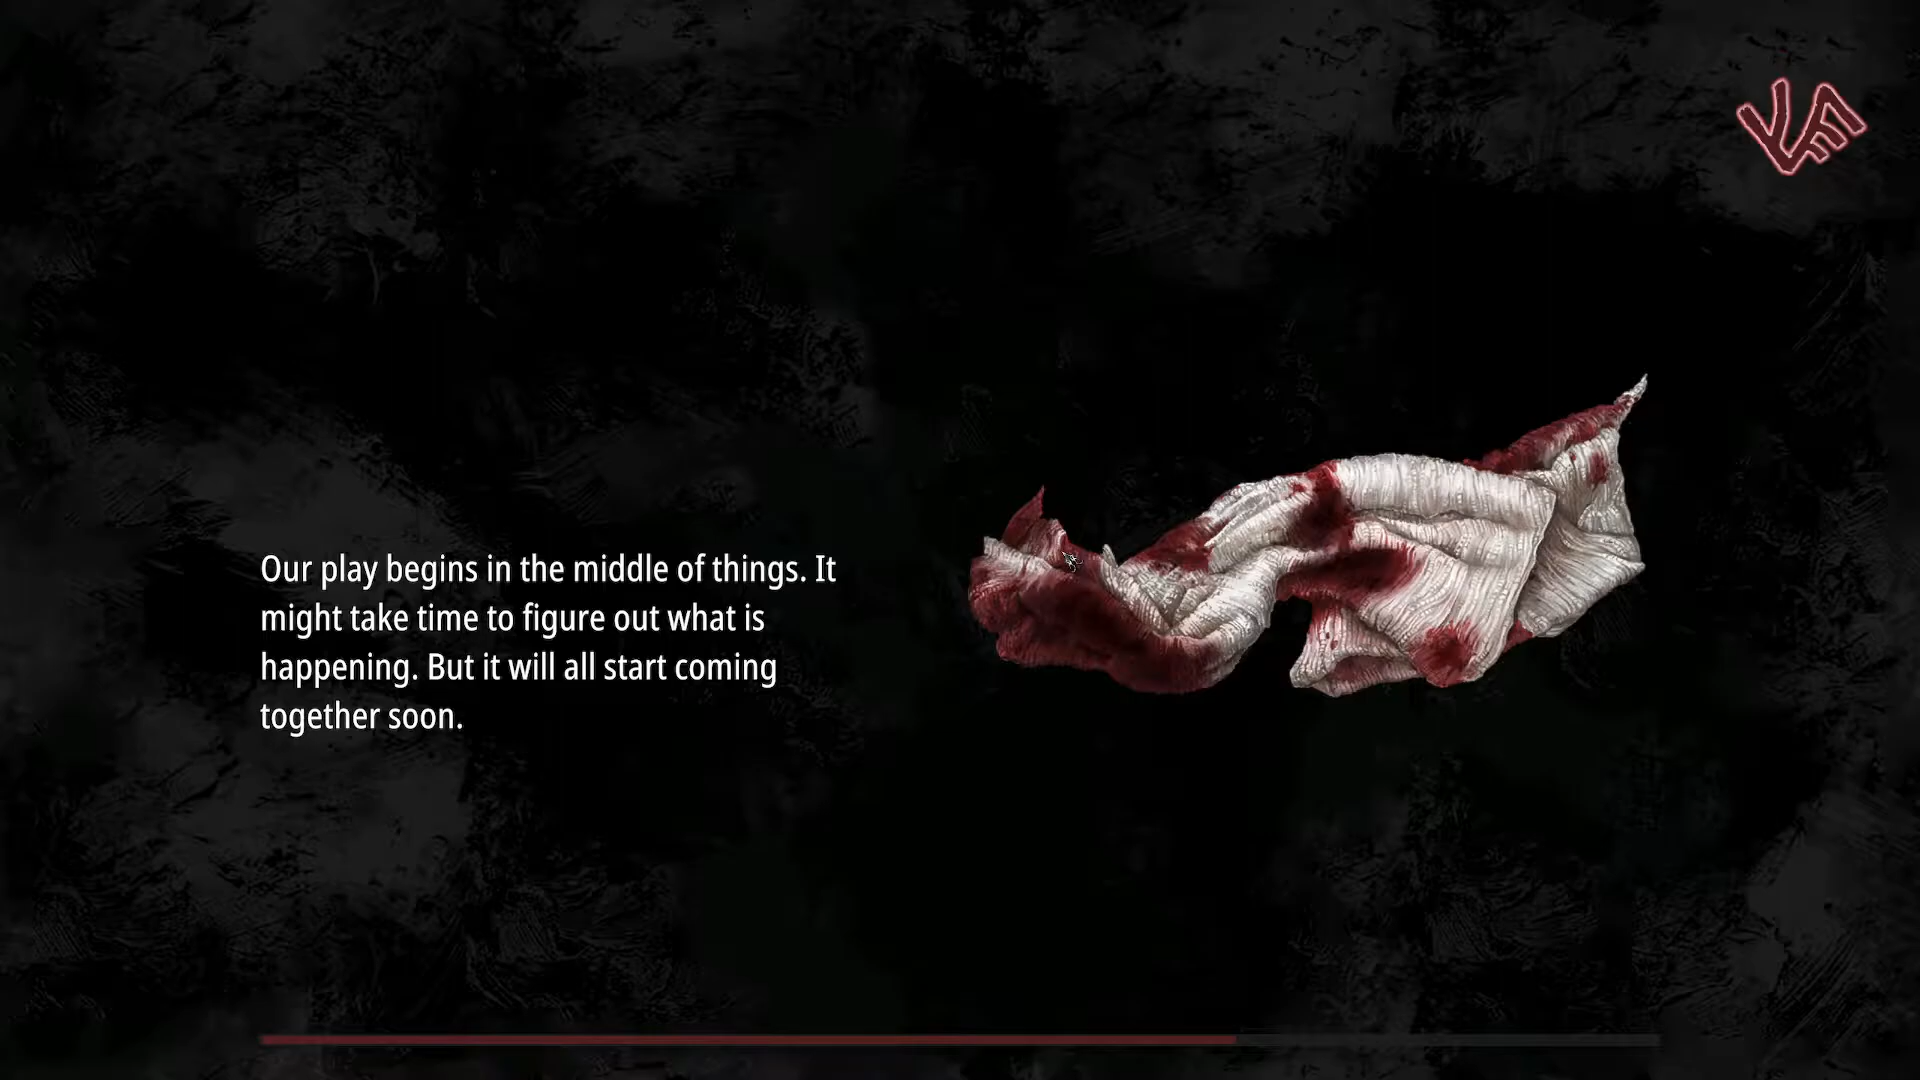 Our play begins in the middle of things. It
might take time to figure out what is
happening. But it will all start coming
together soon.